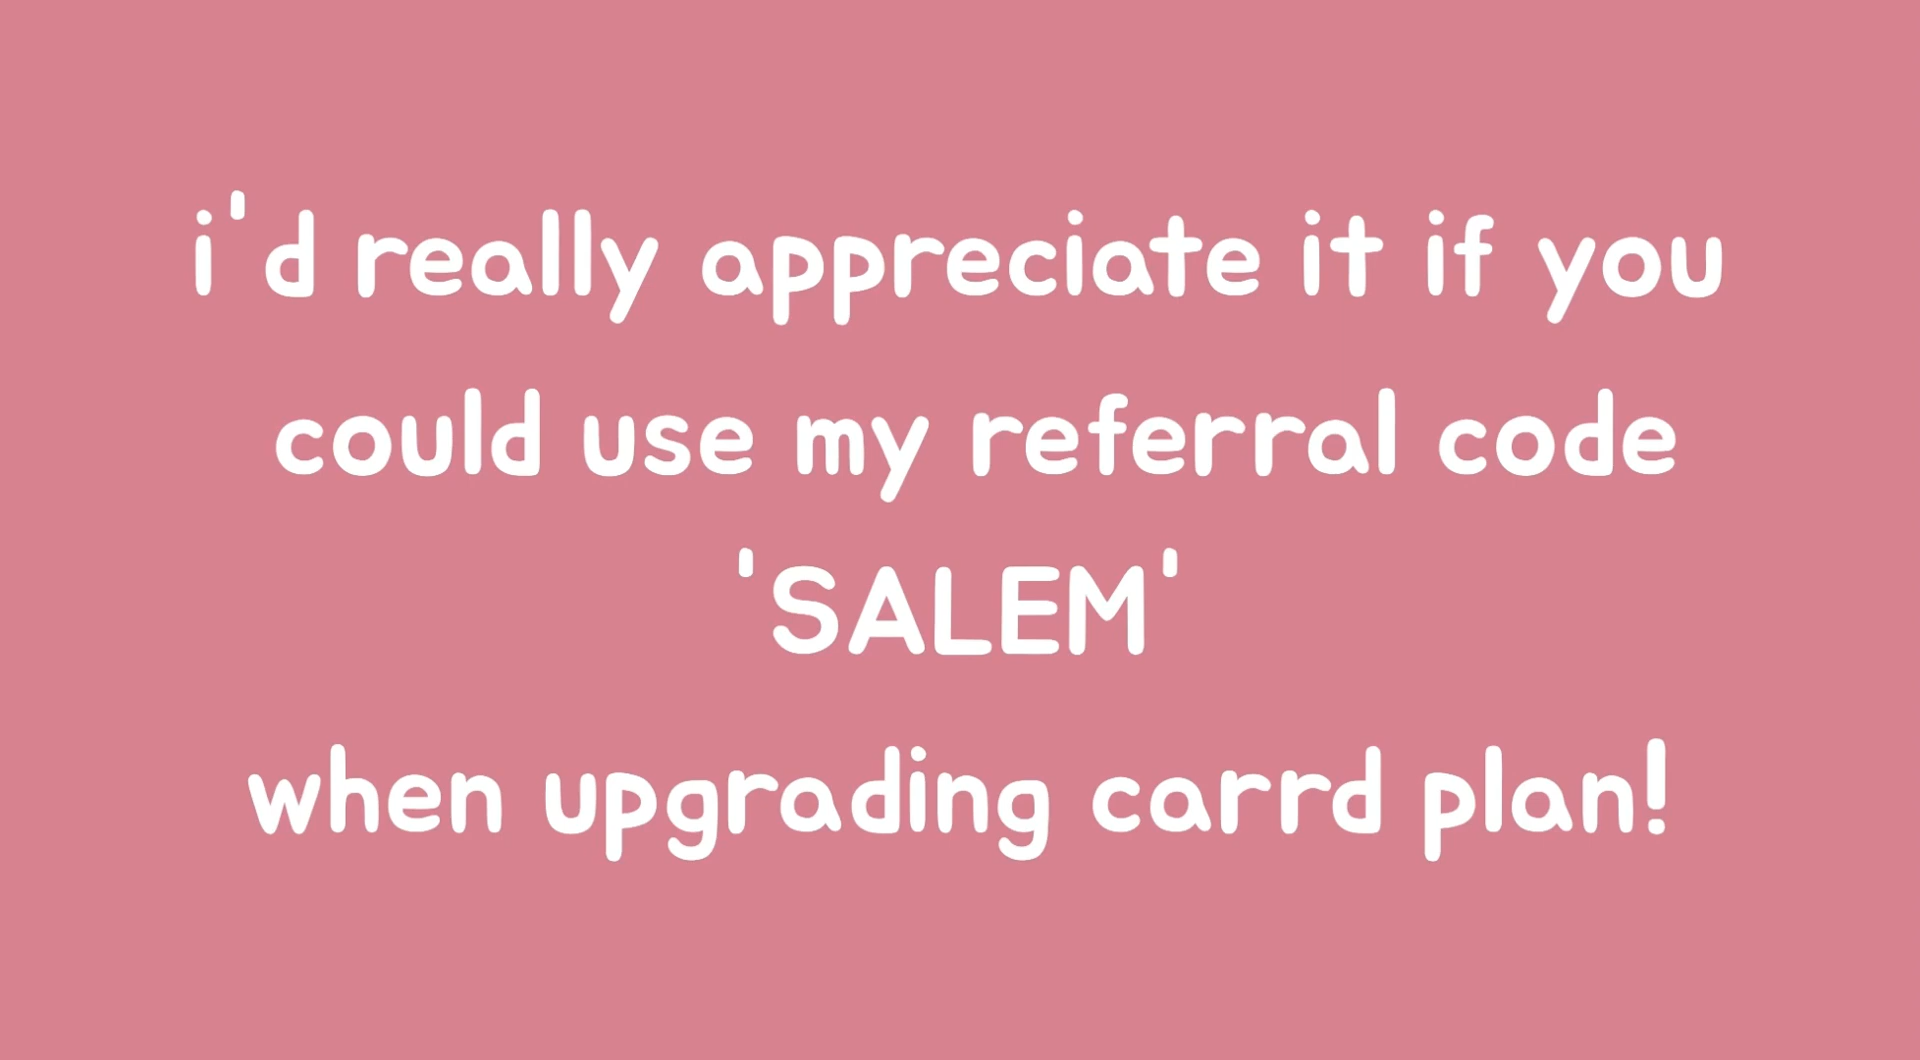 i'd really appreciate it if you
could use my referral code
'SALEM'
when upgrading carrd plan!